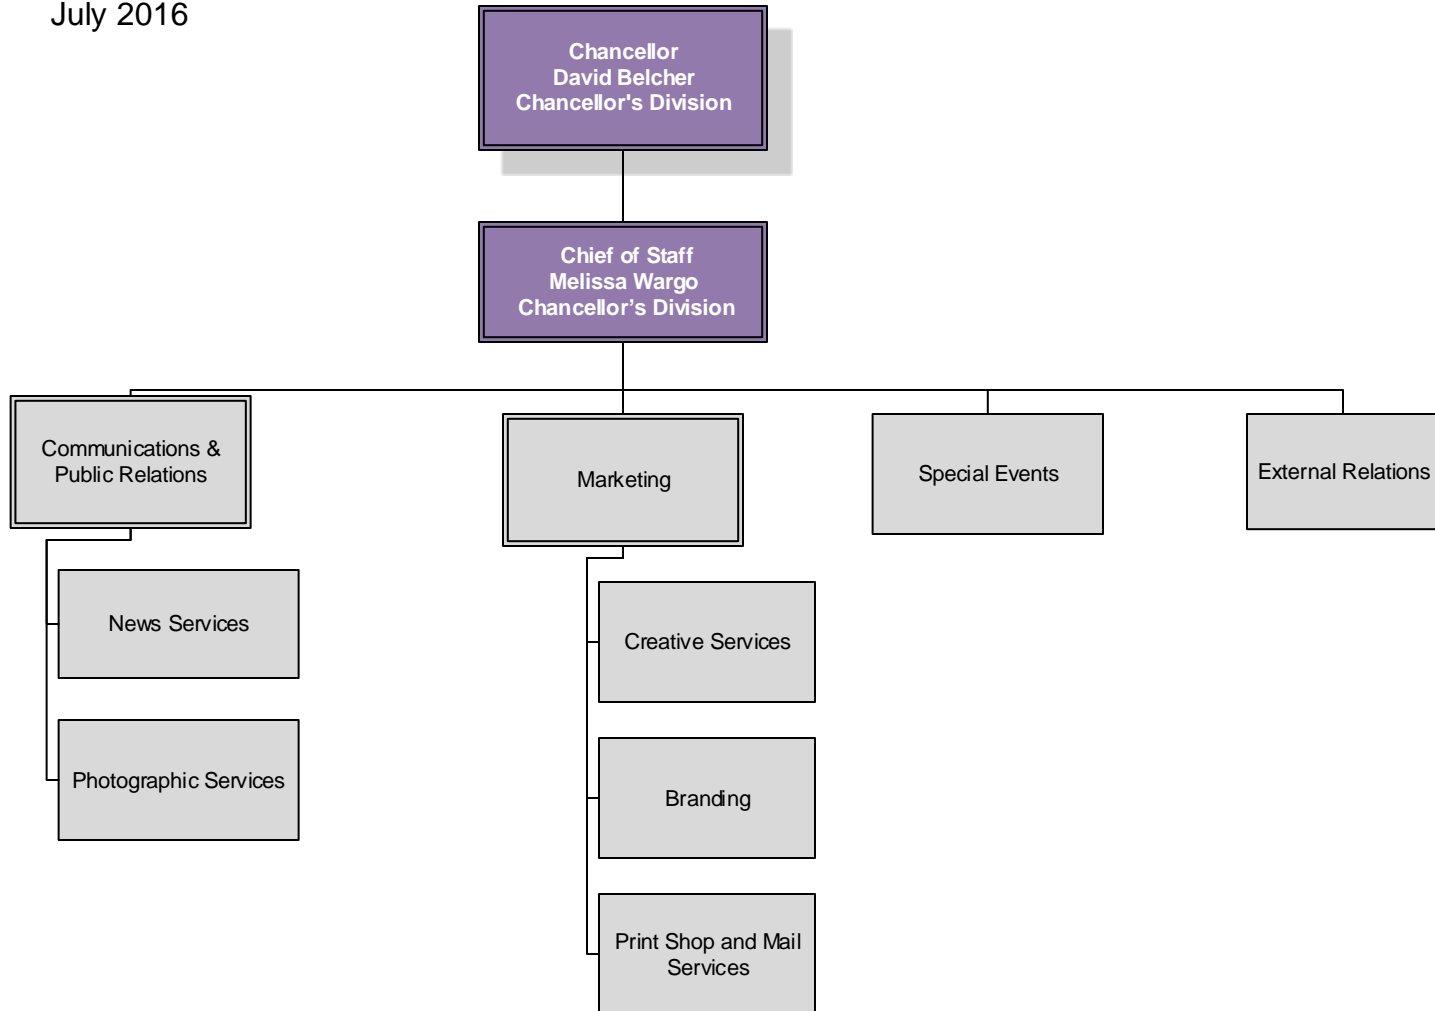 July 2016
Chancellor
David Belcher
Chancellor's Division
Chief of Staff
Melissa Wargo
Chancellor’s Division
Communications &
Public Relations
Marketing
Special Events
External Relations
News Services
Photographic Services
Creative Services
Branding
Print Shop and Mail
Services